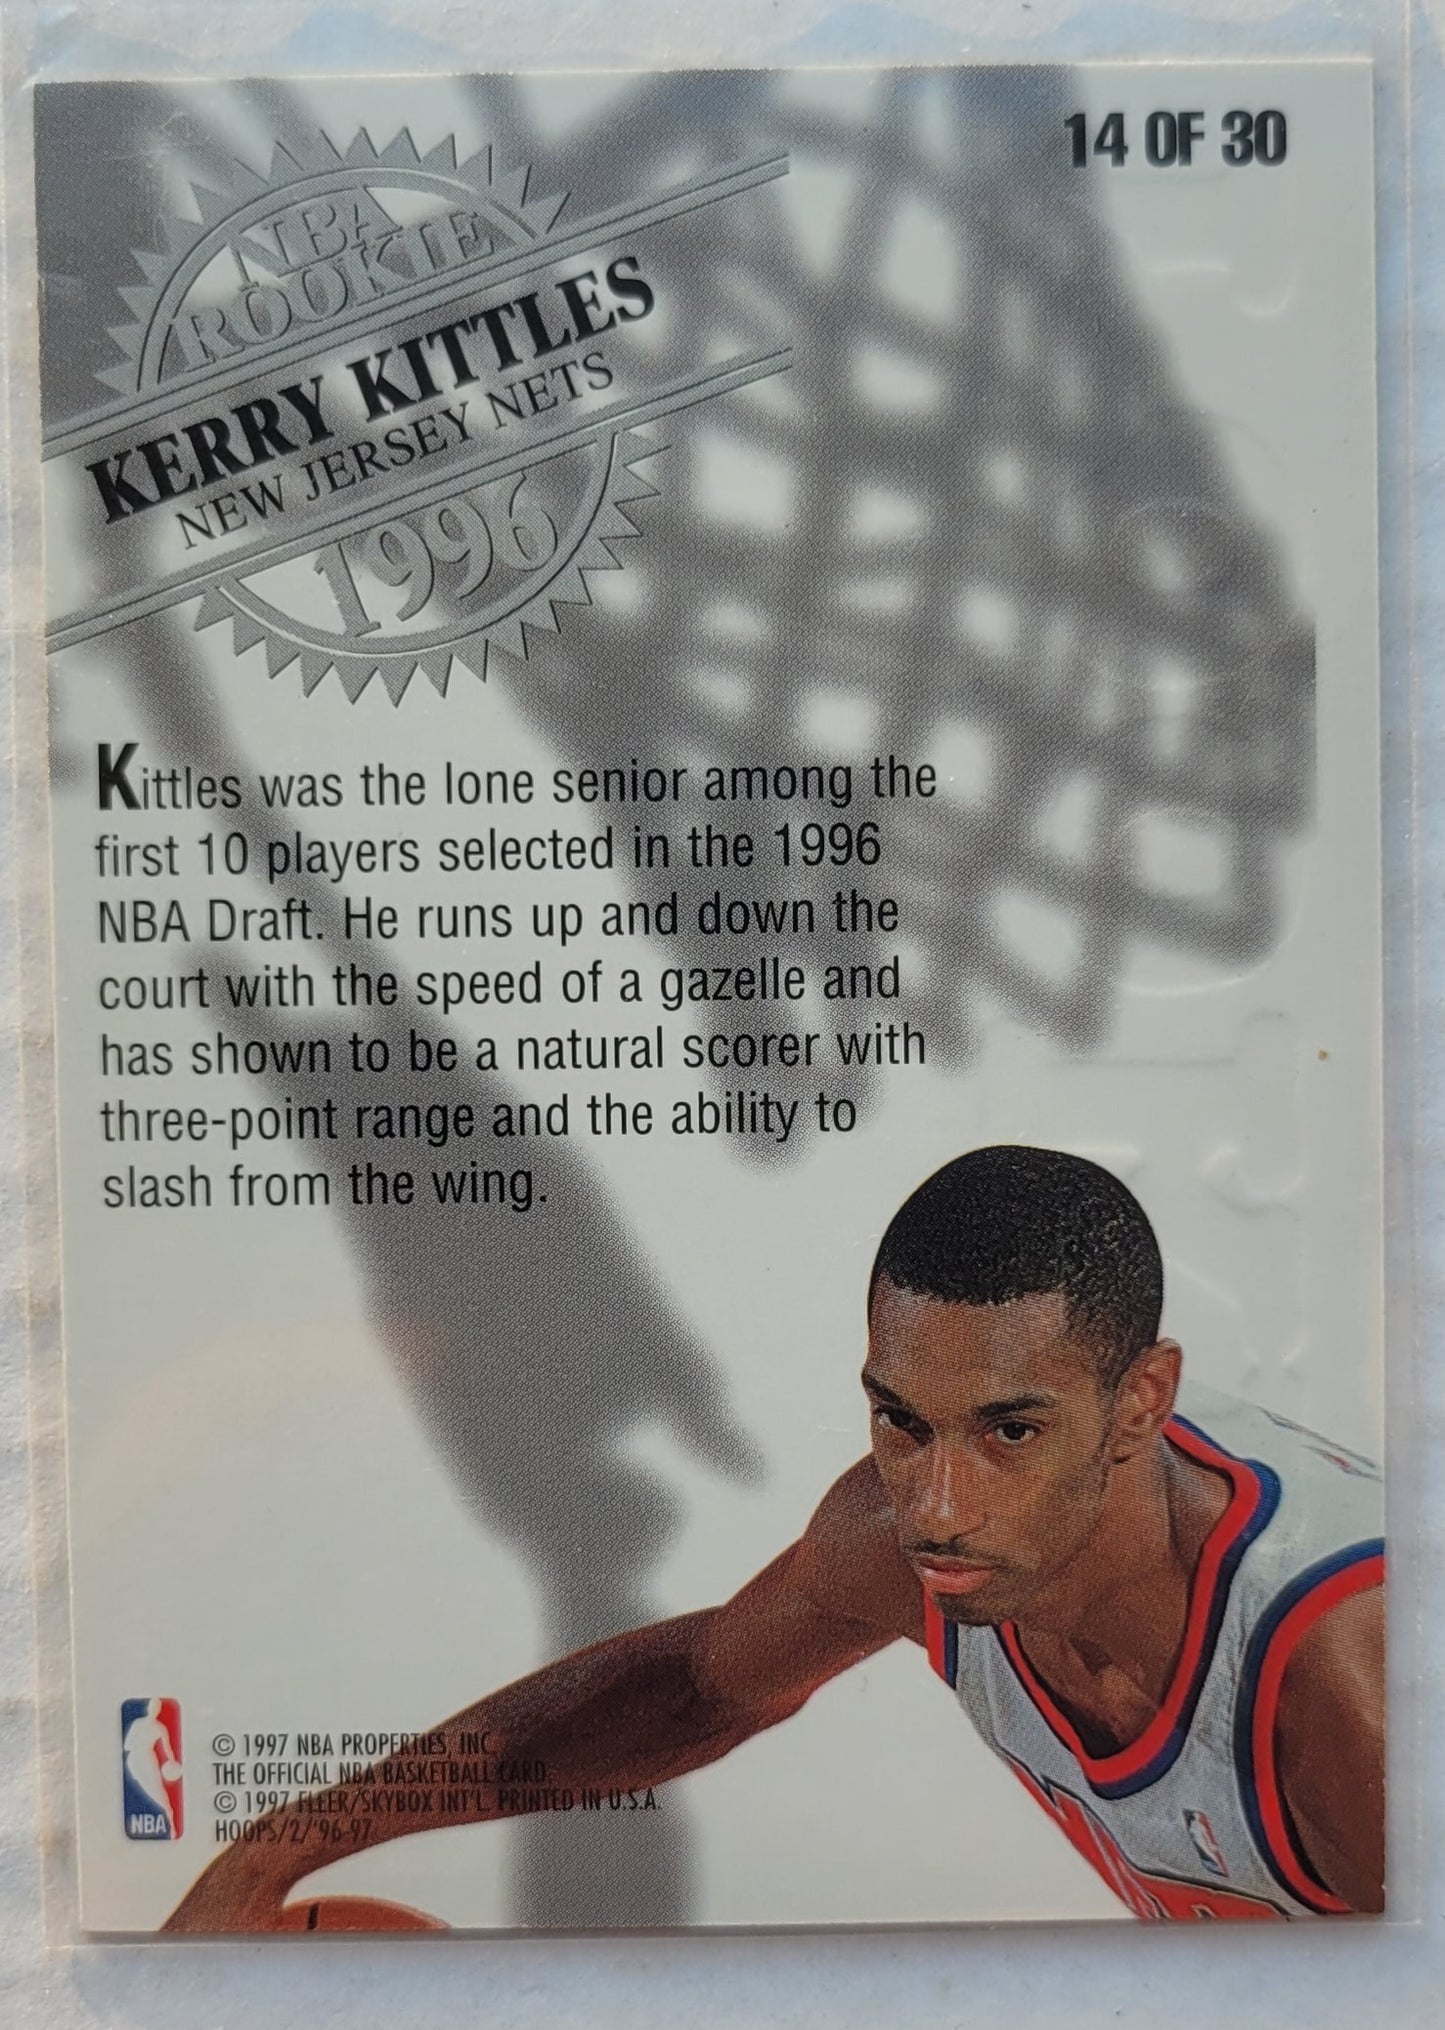 14 OF 30
NBA
ROOKIE
KERRY KITTLES
NEW JERSEY NETS
1996
Kittles was the lone senior among the
first 10 players selected in the 1996
NBA Draft. He runs up and down the
court with the speed of a gazelle and
has shown to be a natural scorer with
three-point range and the ability to
slash from the wing.
NBA
© 1997 NBA PROPERTIES, INC.
THE OFFICIAL NBA BASKETBALL CARD.
© 1997 FLEER/SKYBOX INT'L. PRINTED IN U.S.A.
HOOPS/2/'96-97